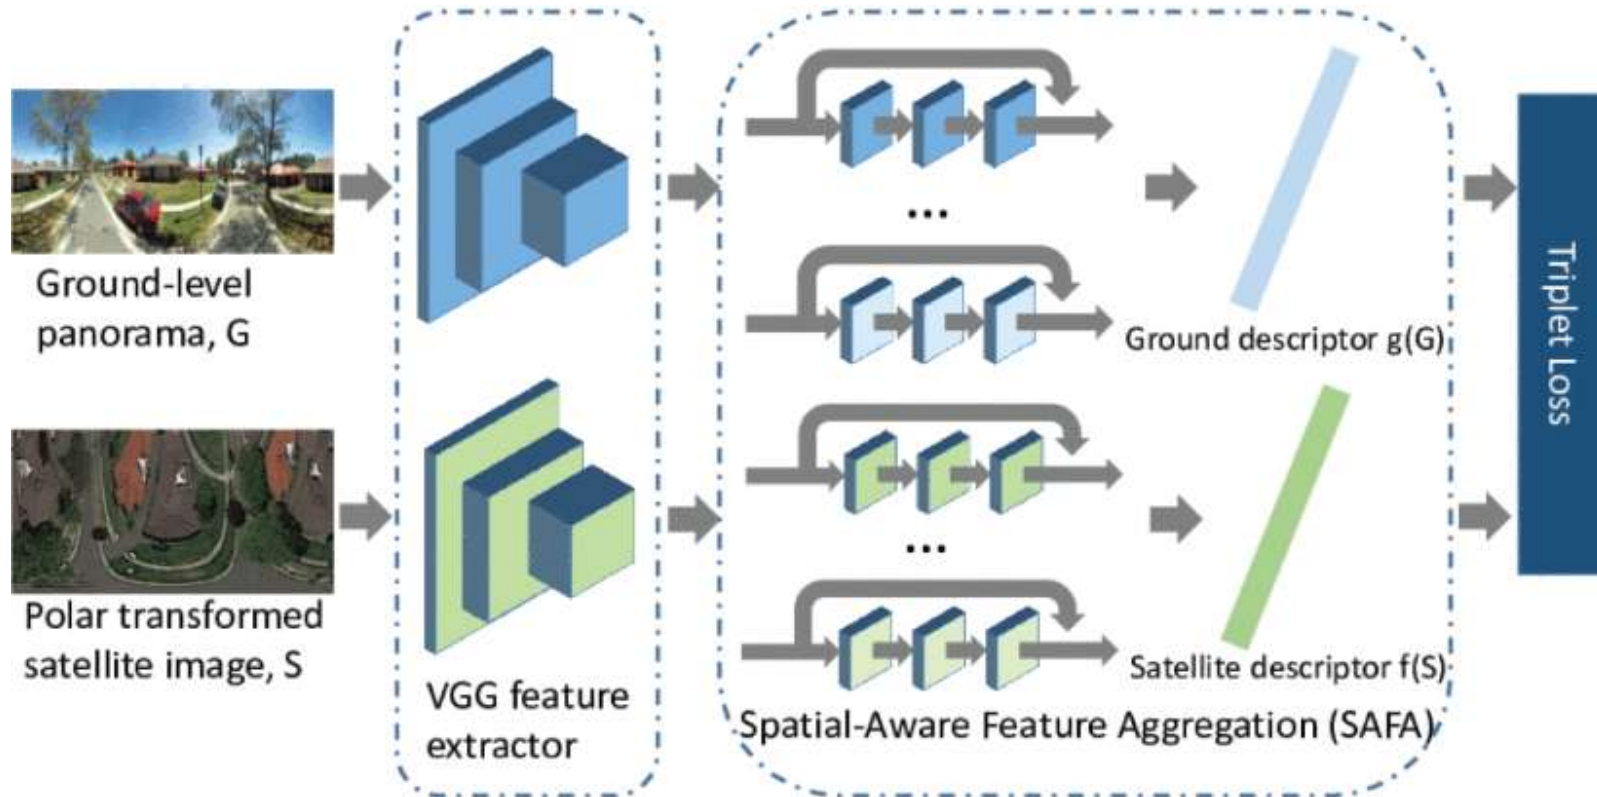 Ground-level
panorama, G
Polar transformed
satellite image, S
VGG feature
extractor
...
Ground descriptor g(G)
...
Satellite descriptor f(S)
Spatial-Aware Feature Aggregation (SAFA)
Triplet Loss